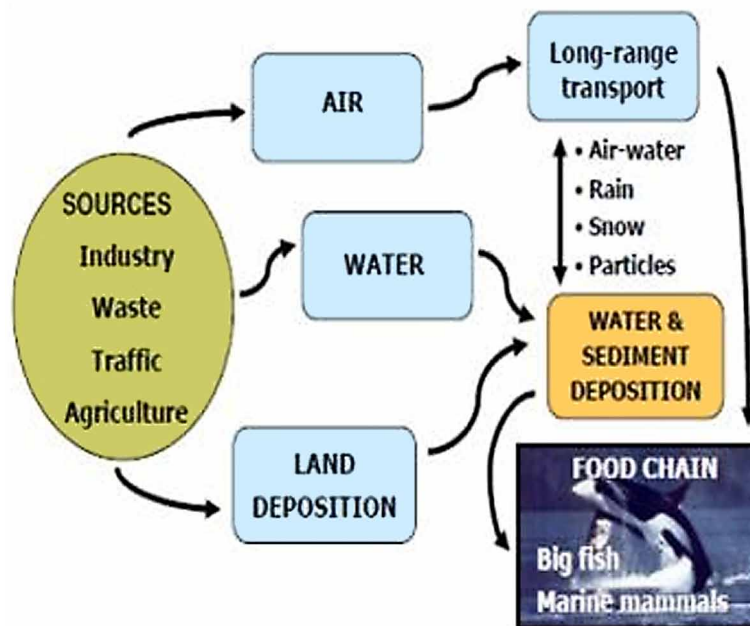 SOURCES
Industry
Waste
Traffic
Agriculture
AIR
WATER
LAND
DEPOSITION
Long-range
transport
• Air-water
• Rain
• Snow
• Particles
WATER &
SEDIMENT
DEPOSITION
FOOD CHAIN
Big fish
Marine mammals